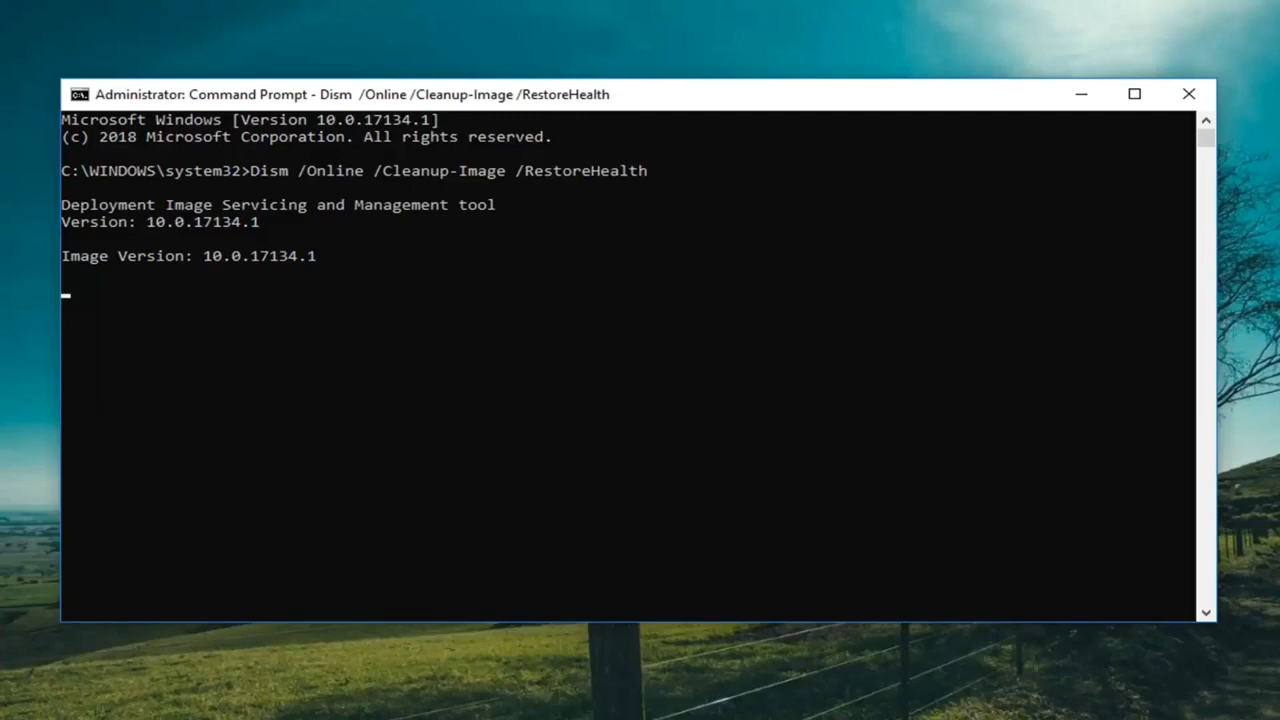 Administrator: Command Prompt - Dism  /Online /Cleanup-Image /RestoreHealth
Microsoft Windows [Version 10.0.17134.1]
(c) 2018 Microsoft Corporation. All rights reserved.
C:\WINDOWS\system32>Dism /Online /Cleanup-Image /RestoreHealth
Deployment Image Servicing and Management tool
Version: 10.0.17134.1
Image Version: 10.0.17134.1